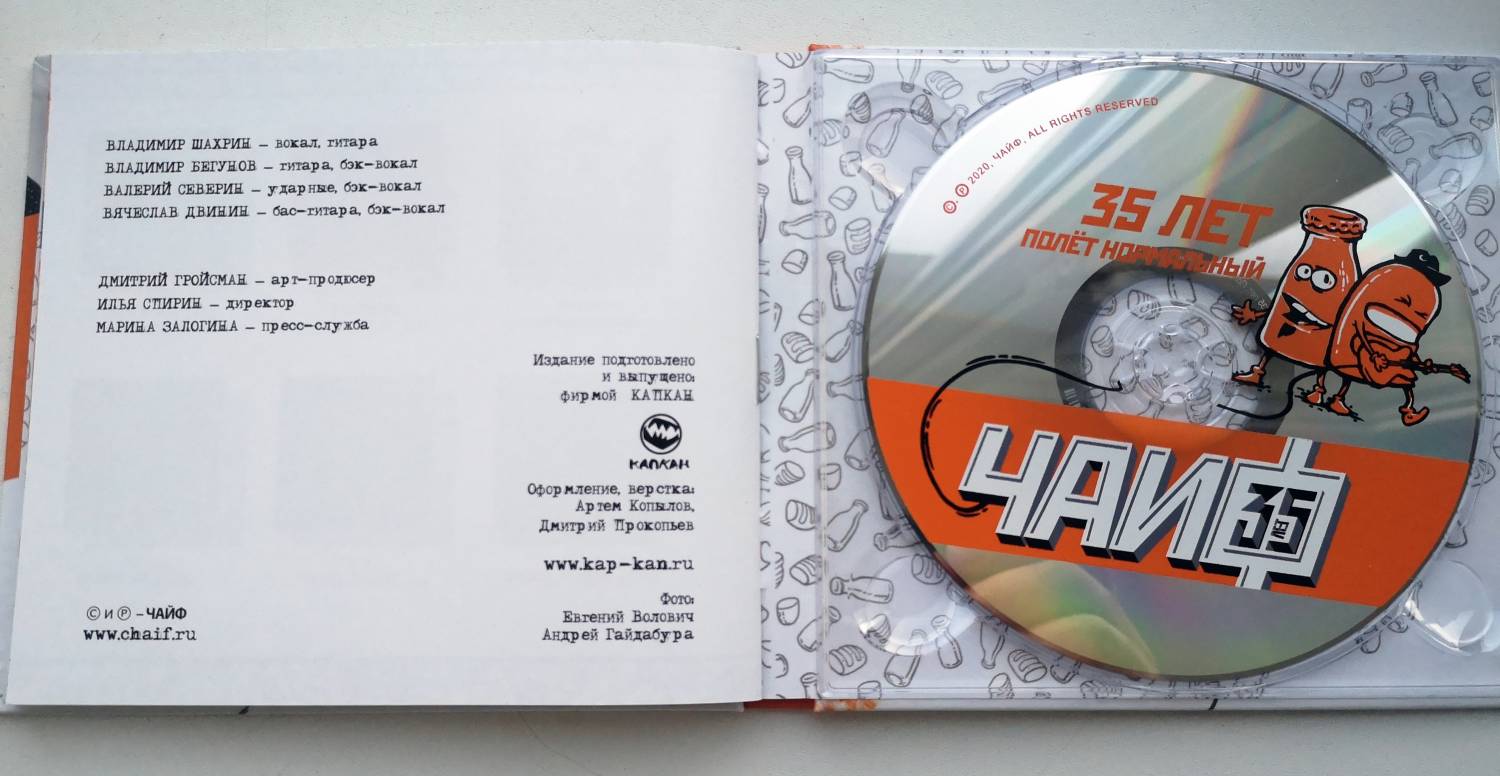 ВЛАДИМИР ШАХРИН – вокал, гитара
ВЛАДИМИР БЕГУНОВ – гитара, бэк-вокал
ВАЛЕРИЙ СЕВЕРИН – ударные, бэк-вокал
ВЯЧЕСЛАВ ДВИНИН – бас-гитара, бэк-вокал
ДМИТРИЙ ГРОЙСМАН – арт-продюсер
ИЛЬЯ СПИРИН – директор
МАРИНА ЗАЛОГИНА – пресс-служба
Издание подготовлено
и выпущено:
фирмой КАПКАН
КАПКАН
Оформление, верстка:
Артем Копылов,
Дмитрий Прокопьев
www.kap-kan.ru
Фото:
Евгений Волович
Андрей Гайдабура
© и ℗ – ЧАЙФ
www.chaif.ru
©, ℗ 2020, ЧАЙФ, ALL RIGHTS RESERVED
35 ЛЕТ
ПОЛЁТ НОРМАЛЬНЫЙ
ЧАЙФ
35